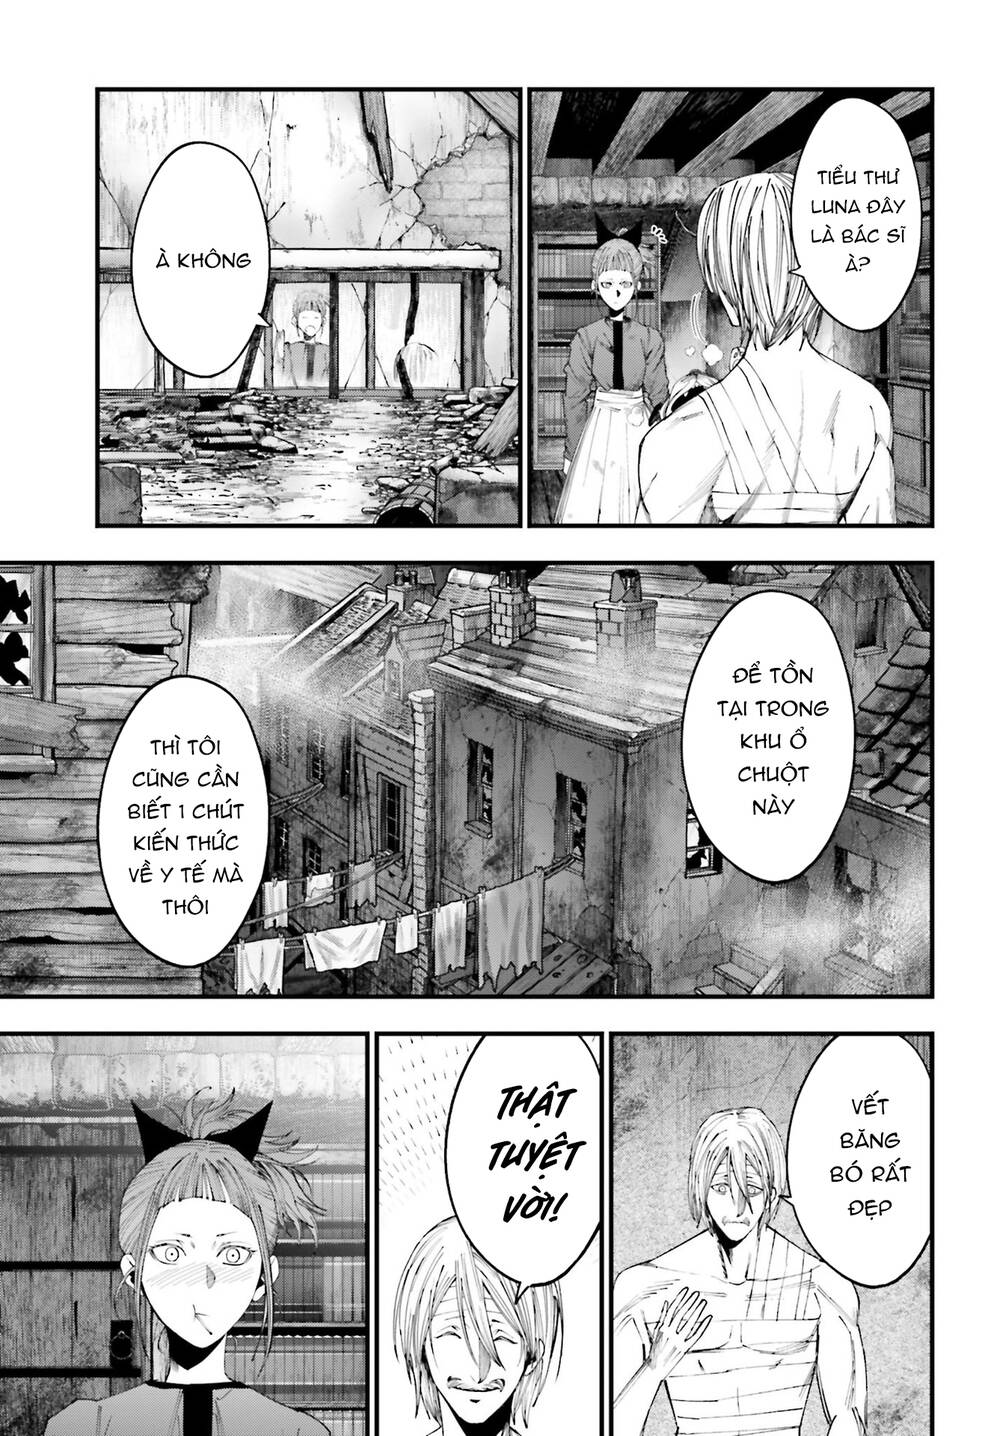 TIỂU THƯ
LUNA ĐÂY
LÀ BÁC SĨ
À?
À KHÔNG
ĐỂ TỒN
TẠI TRONG
KHU Ổ
CHUỘT
NÀY
THÌ TÔI
CŨNG CẦN
BIẾT 1 CHÚT
KIẾN THỨC
VỀ Y TẾ MÀ
THÔI
VẾT
BĂNG
BÓ RẤT
ĐẸP
THẬT
TUYỆT
VỜI!